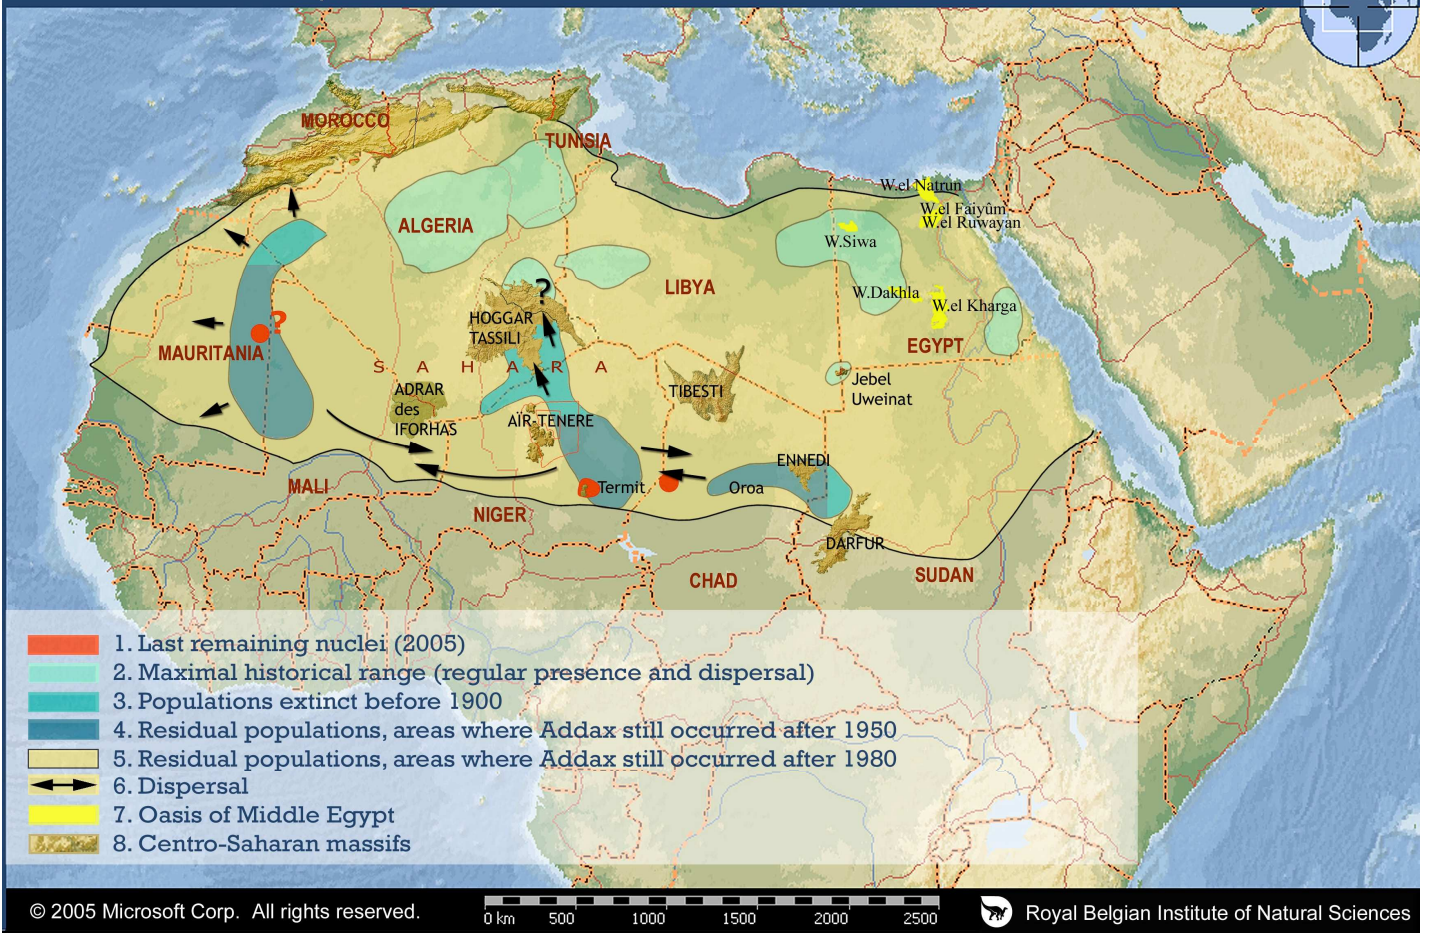 MOROCCO
TUNISIA
ALGERIA
LIBYA
W.el Natrun
W.el Faiyûm
W.el Ruwayan
W.Siwa
W.Dakhla
W.el Kharga
EGYPT
?
HOGGAR
TASSILI
?
MAURITANIA
S A H A R A
ADRAR
des
IFORHAS
AÏR-TENERE
TIBESTI
Jebel
Uweinat
ENNEDI
Termit
Oroa
MALI
NIGER
DARFUR
CHAD
SUDAN
1. Last remaining nuclei (2005)
2. Maximal historical range (regular presence and dispersal)
3. Populations extinct before 1900
4. Residual populations, areas where Addax still occurred after 1950
5. Residual populations, areas where Addax still occurred after 1980
6. Dispersal
7. Oasis of Middle Egypt
8. Centro-Saharan massifs
© 2005 Microsoft Corp. All rights reserved.
0 km 500 1000 1500 2000 2500
Royal Belgian Institute of Natural Sciences